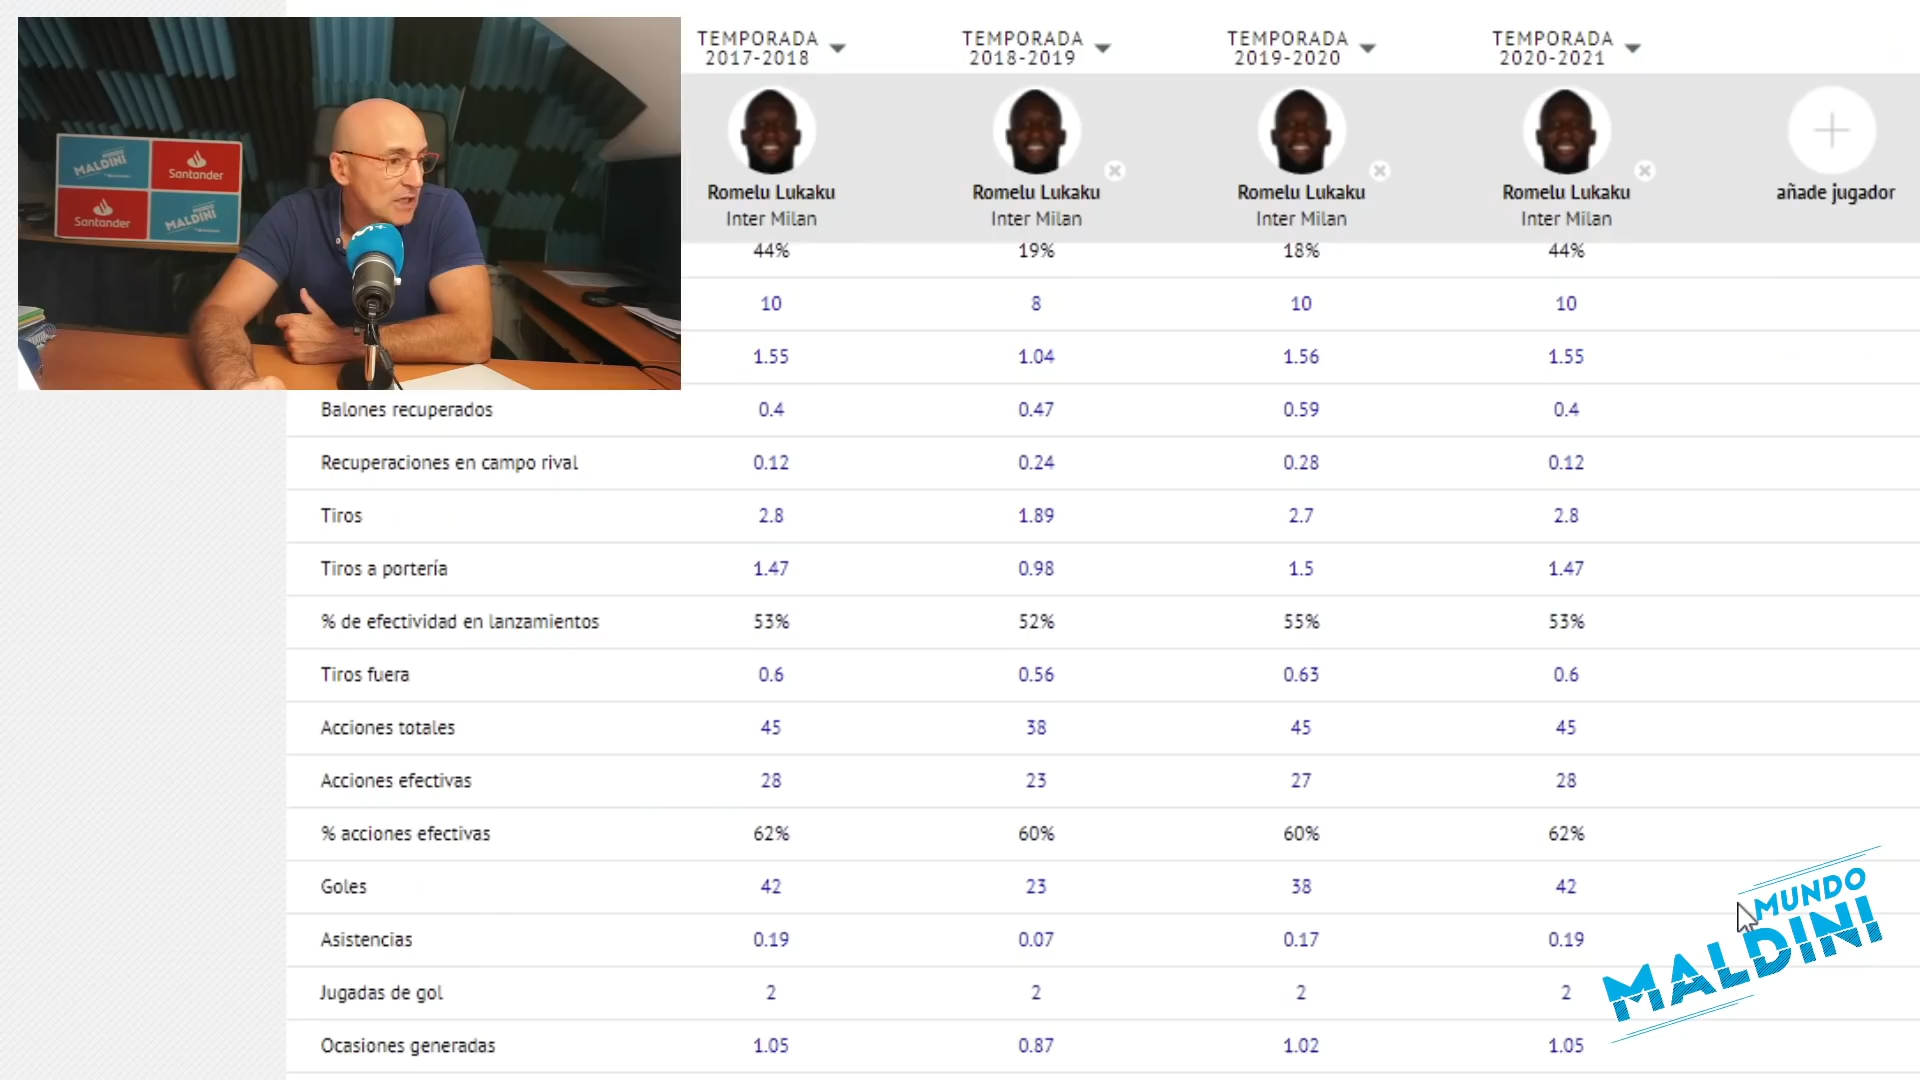 TEMPORADA TEMPORADA TEMPORADA TEMPORADA
2017-2018 2018-2019 2019-2020 2020-2021
Romelu Lukaku Romelu Lukaku Romelu Lukaku Romelu Lukaku añade jugador
Inter Milan Inter Milan Inter Milan Inter Milan
44% 19% 18% 44%
10 8 10 10
1.55 1.04 1.56 1.55
Balones recuperados 0.4 0.47 0.59 0.4
Recuperaciones en campo rival 0.12 0.24 0.28 0.12
Tiros 2.8 1.89 2.7 2.8
Tiros a portería 1.47 0.98 1.5 1.47
% de efectividad en lanzamientos 53% 52% 55% 53%
Tiros fuera 0.6 0.56 0.63 0.6
Acciones totales 45 38 45 45
Acciones efectivas 28 23 27 28
% acciones efectivas 62% 60% 60% 62%
Goles 42 23 38 42
Asistencias 0.19 0.07 0.17 0.19
Jugadas de gol 2 2 2 2
Ocasiones generadas 1.05 0.87 1.02 1.05
MUNDO
MALDINI
MUNDO
MALDINI
Santander
Santander
MUNDO
MALDINI